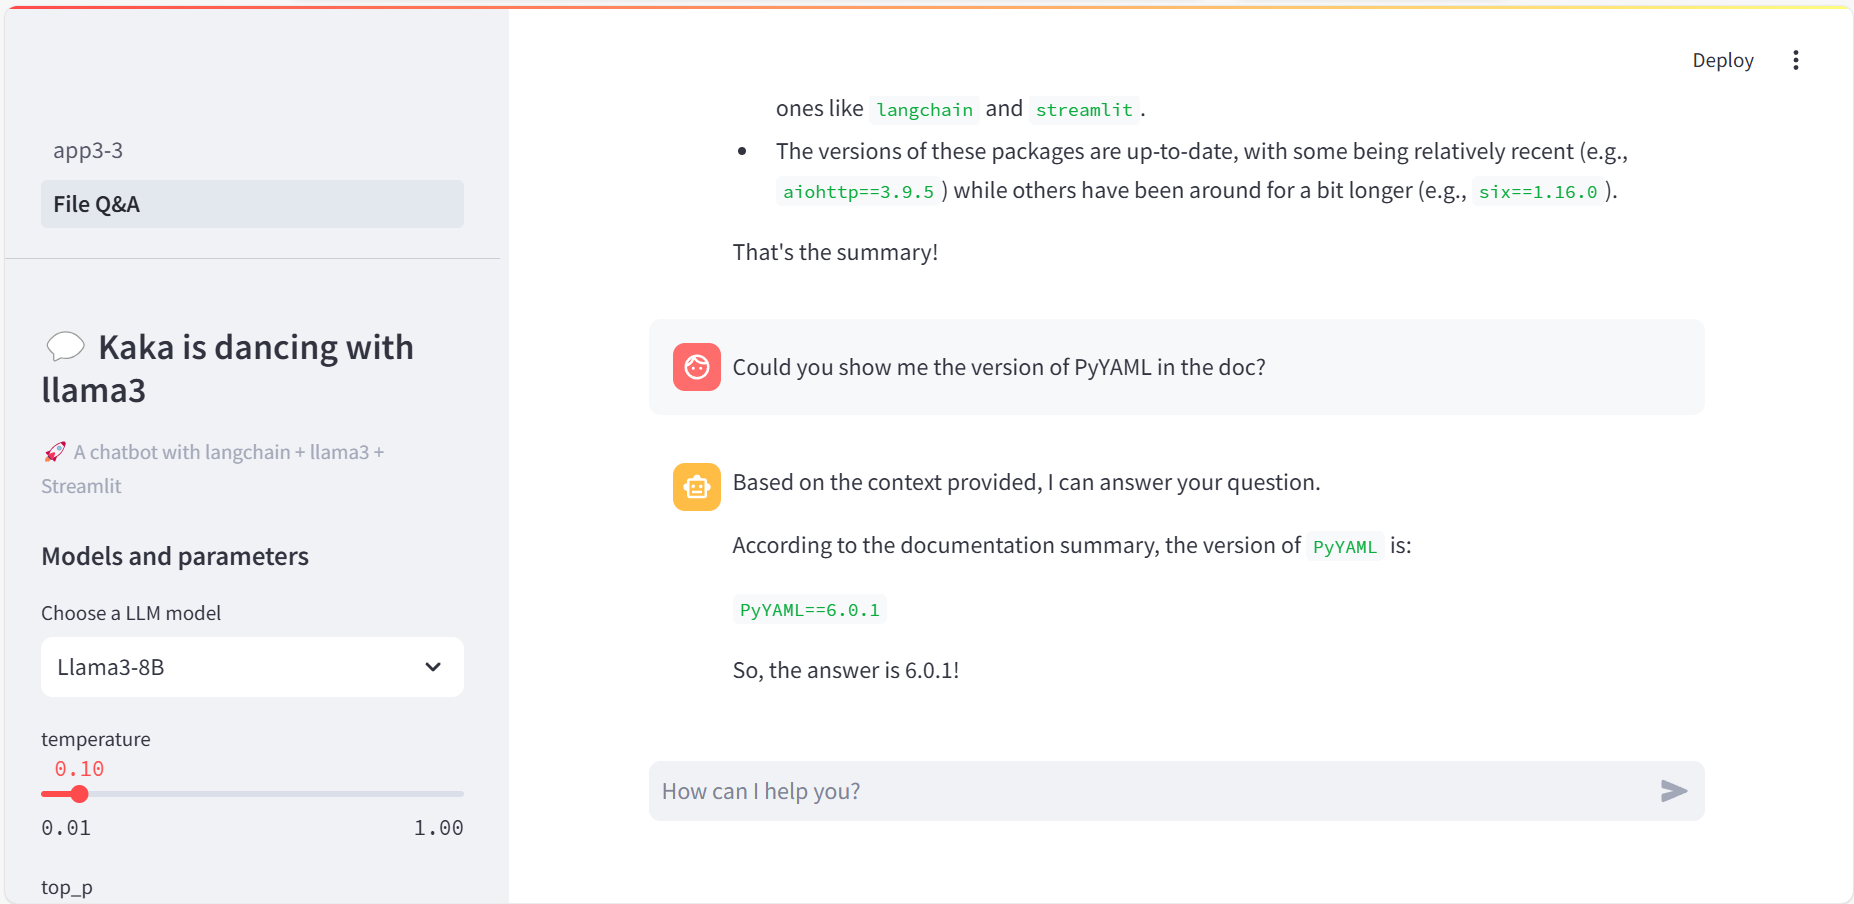 Deploy
app3-3
File Q&A
Kaka is dancing with
llama3
A chatbot with langchain + llama3 +
Streamlit
Models and parameters
Choose a LLM model
Llama3-8B
temperature
0.10
0.01 1.00
top_p
ones like langchain and streamlit.
• The versions of these packages are up-to-date, with some being relatively recent (e.g.,
aiohttp==3.9.5 ) while others have been around for a bit longer (e.g., six==1.16.0 ).
That's the summary!
Could you show me the version of PyYAML in the doc?
Based on the context provided, I can answer your question.
According to the documentation summary, the version of PyYAML is:
PyYAML==6.0.1
So, the answer is 6.0.1!
How can I help you?